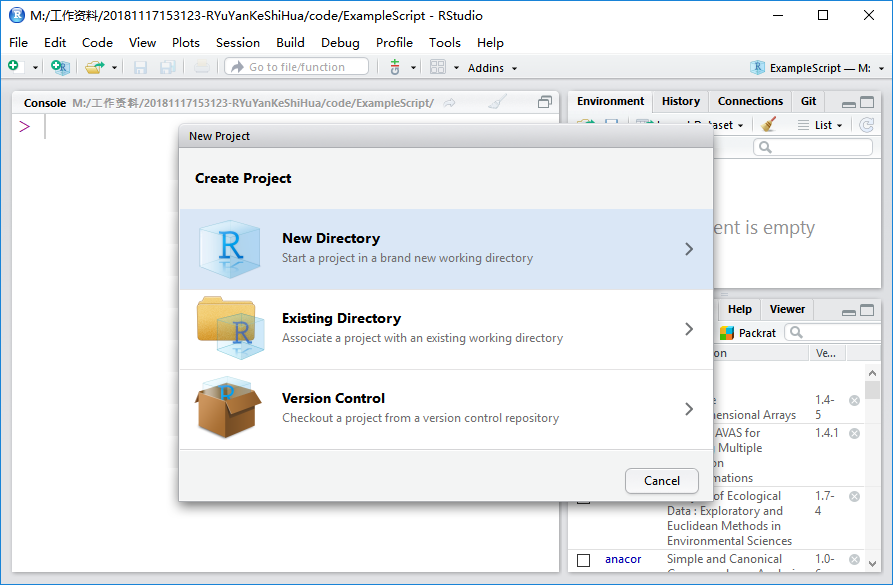 M:/工作资料/20181117153123-RYuYanKeShiHua/code/ExampleScript - RStudio
File Edit Code View Plots Session Build Debug Profile Tools Help
Go to file/function Addins ExampleScript — M:
Console M:/工作资料/20181117153123-RYuYanKeShiHua/code/ExampleScript/
Environment History Connections Git
List
>
New Project
Create Project
New Directory
Start a project in a brand new working directory
Existing Directory
Associate a project with an existing working directory
Version Control
Checkout a project from a version control repository
Cancel
ent is empty
Help Viewer
Packrat
Ve...
1.4-
ensional Arrays 5
AVAS for 1.4.1
Multiple
of Ecological 1.7-
Data : Exploratory and 4
Euclidean Methods in
Environmental Sciences
anacor Simple and Canonical 1.0-